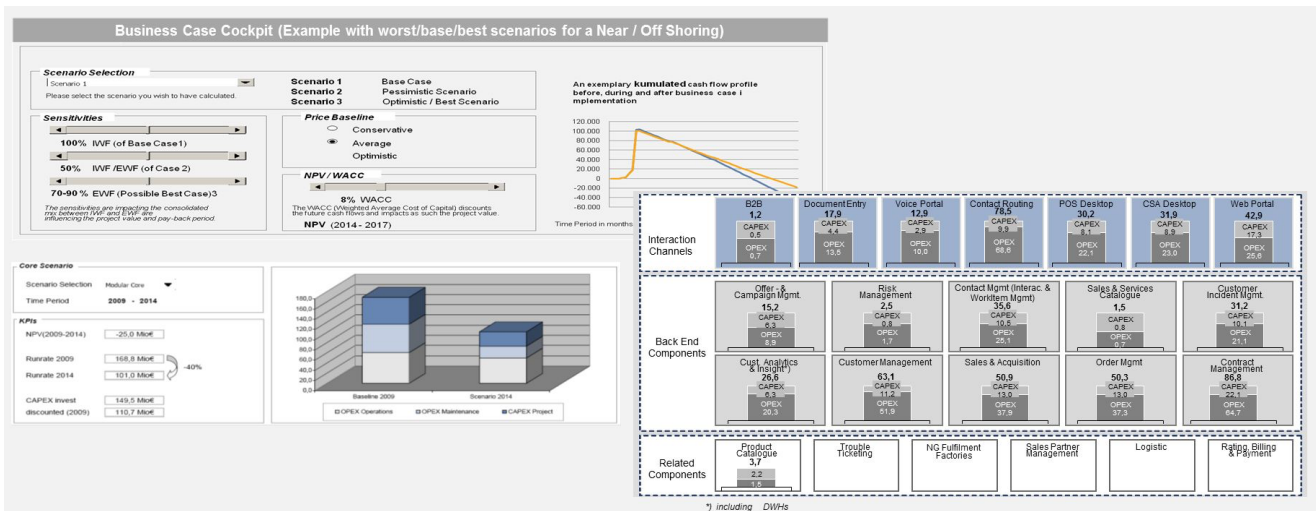 Business Case Cockpit (Example with worst/base/best scenarios for a Near / Off Shoring)
Scenario Selection
Scenario 1
Please select the scenario you wish to have calculated.
Scenario 1 Base Case
Scenario 2 Pessimistic Scenario
Scenario 3 Optimistic / Best Scenario
Sensitivities
100% IWF (of Base Case1)
50% IWF /EWF (of Case 2)
70-90 % EWF (Possible Best Case)3
The sensitivities are impacting the consolidated
mix between IWF and EWF are
influencing the project value and pay-back period.
Price Baseline
Conservative
Average
Optimistic
NPV / WACC
8% WACC
The WACC (Weighted Average Cost of Capital) discounts
the future cash flows and impacts as such the project value.
NPV (2014 - 2017)
An exemplary kumulated cash flow profile
before, during and after business case i
mplementation
120.000
100.000
80.000
60.000
40.000
20.000
0
-20.000
-40.000
-60.000
Time Period in months
Core Scenario
Scenario Selection Modular Core
Time Period 2009 - 2014
KPIs
NPV(2009-2014) -25,0 Mio€
Runrate 2009 168,8 Mio€
-40%
Runrate 2014 101,0 Mio€
CAPEX invest 149,5 Mio€
discounted (2009) 110,7 Mio€
180,0
160,0
140,0
120,0
100,0
80,0
60,0
40,0
20,0
0,0
Baseline 2009 Scenario 2014
OPEX Operations OPEX Maintenance CAPEX Project
Interaction
Channels
B2B
1,2
CAPEX
0,5
OPEX
0,7
Document Entry
17,9
CAPEX
4,4
OPEX
13,5
Voice Portal
12,9
CAPEX
2,9
OPEX
10,0
Contact Routing
78,5
CAPEX
9,9
OPEX
68,6
POS Desktop
30,2
CAPEX
8,1
OPEX
22,1
CSA Desktop
31,9
CAPEX
8,9
OPEX
23,0
Web Portal
42,9
CAPEX
17,3
OPEX
25,6
Back End
Components
Offer - &
Campaign Mgmt.
15,2
CAPEX
6,3
OPEX
8,9
Risk
Management
2,5
CAPEX
0,8
OPEX
1,7
Contact Mgmt (Interac. &
WorkItem Mgmt)
35,6
CAPEX
10,5
OPEX
25,1
Sales & Services
Catalogue
1,5
CAPEX
0,8
OPEX
0,7
Customer
Incident Mgmt.
31,2
CAPEX
10,1
OPEX
21,1
Cust. Analytics
& Insight*)
26,6
CAPEX
6,3
OPEX
20,3
Customer Management
63,1
CAPEX
11,2
OPEX
51,9
Sales & Acquisition
50,9
CAPEX
13,0
OPEX
37,9
Order Mgmt
50,3
CAPEX
13,0
OPEX
37,3
Contract
Management
86,8
CAPEX
22,1
OPEX
64,7
Related
Components
Product
Catalogue
3,7
2,2
1,5
Trouble
Ticketing
NG Fulfilment
Factories
Sales Partner
Management
Logistic
Rating, Billing
& Payment
*) including DWHs